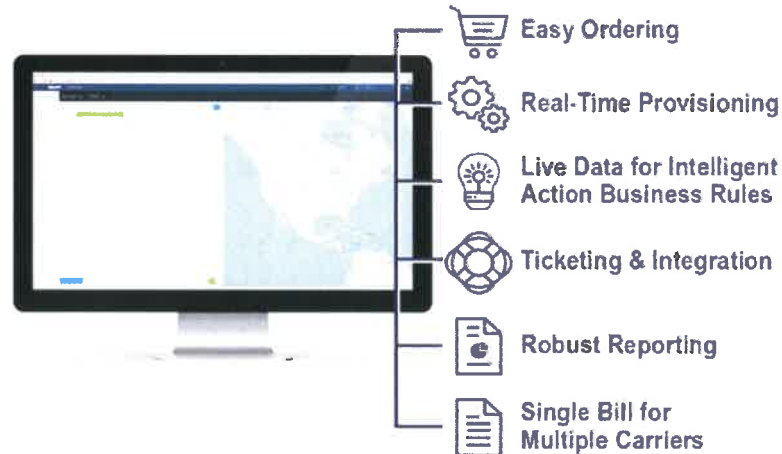 Easy Ordering
Real-Time Provisioning
Live Data for Intelligent
Action Business Rules
Ticketing & Integration
Robust Reporting
Single Bill for
Multiple Carriers